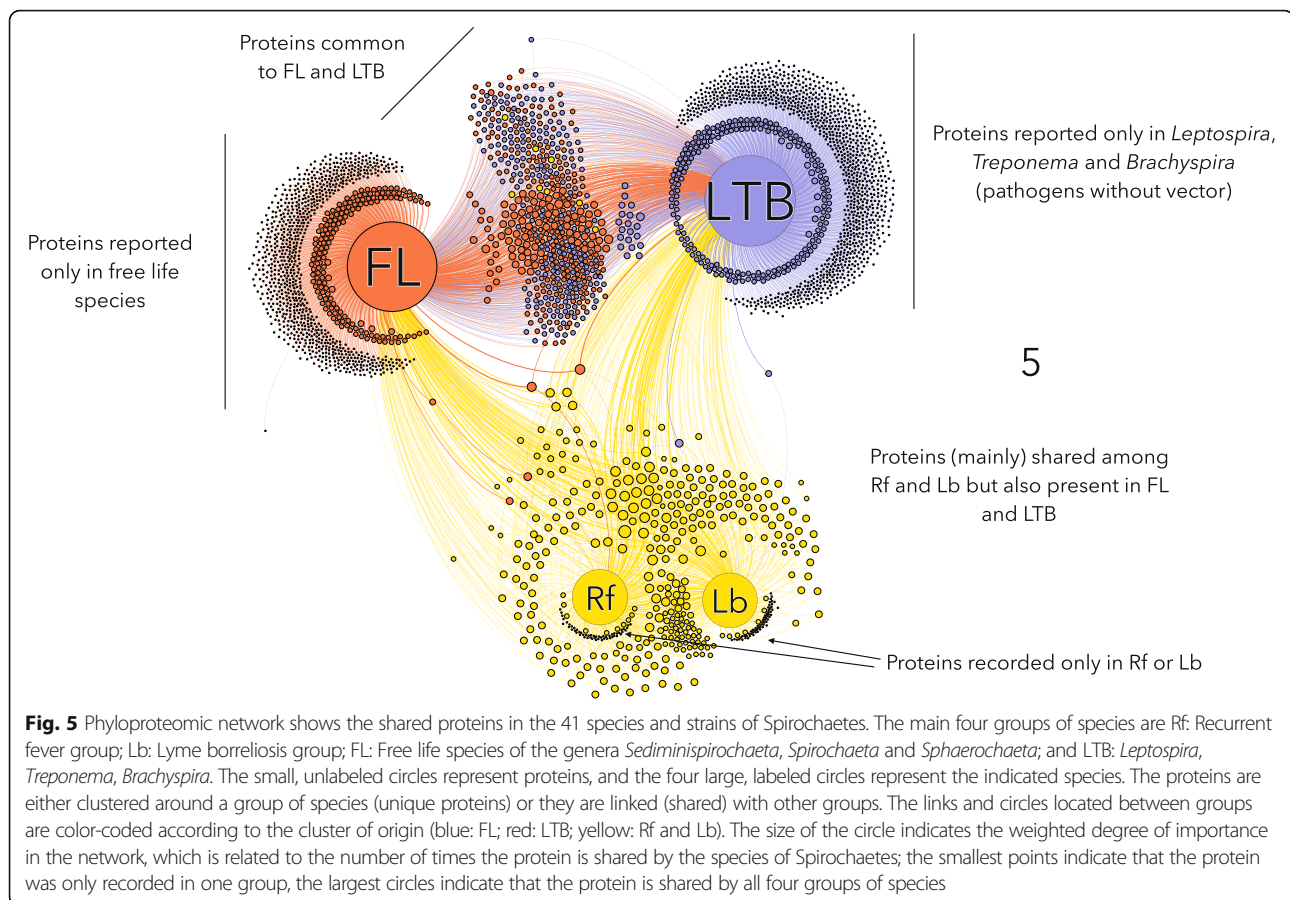 Proteins common
to FL and LTB
Proteins reported only in Leptospira,
Treponema and Brachyspira
(pathogens without vector)
LTB
Proteins reported
only in free life
species
FL
5
Proteins (mainly) shared among
Rf and Lb but also present in FL
and LTB
Rf
Lb
Proteins recorded only in Rf or Lb
Fig. 5 Phyloproteomic network shows the shared proteins in the 41 species and strains of Spirochaetes. The main four groups of species are Rf: Recurrent
fever group; Lb: Lyme borreliosis group; FL: Free life species of the genera Sediminispirochaeta, Spirochaeta and Sphaerochaeta; and LTB: Leptospira,
Treponema, Brachyspira. The small, unlabeled circles represent proteins, and the four large, labeled circles represent the indicated species. The proteins are
either clustered around a group of species (unique proteins) or they are linked (shared) with other groups. The links and circles located between groups
are color-coded according to the cluster of origin (blue: FL; red: LTB; yellow: Rf and Lb). The size of the circle indicates the weighted degree of importance
in the network, which is related to the number of times the protein is shared by the species of Spirochaetes; the smallest points indicate that the protein
was only recorded in one group, the largest circles indicate that the protein is shared by all four groups of species